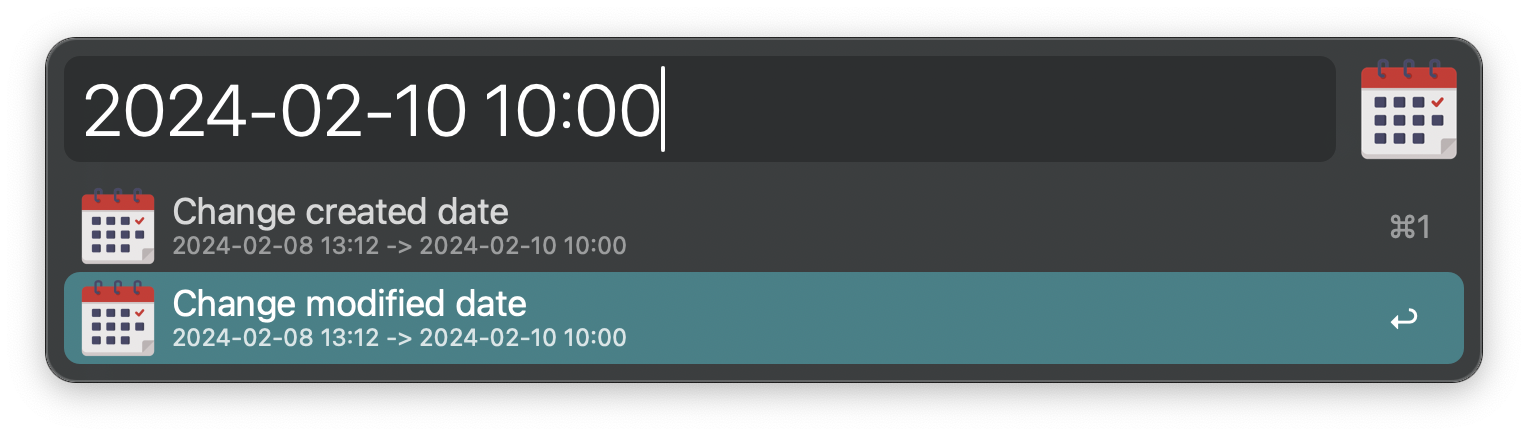 2024-02-10 10:00
Change created date
2024-02-08 13:12 -> 2024-02-10 10:00
⌘1
Change modified date
2024-02-08 13:12 -> 2024-02-10 10:00
↩